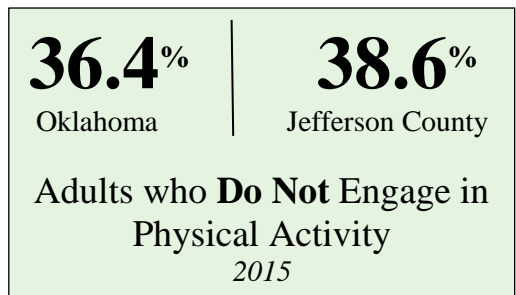 36.4% 38.6%
Oklahoma Jefferson County
Adults who Do Not Engage in
Physical Activity
2015